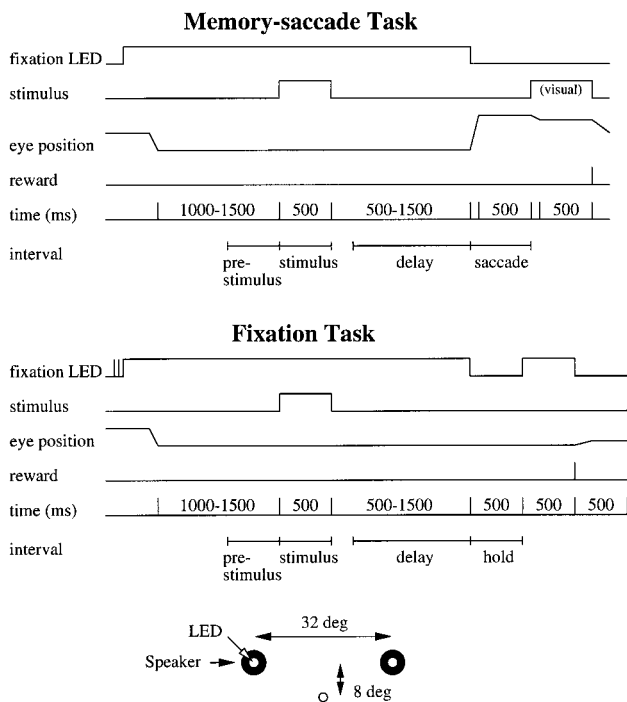 Memory-saccade Task
fixation LED
stimulus
(visual)
eye position
reward
time (ms) 1000-1500 500 500-1500 500 500
interval
pre-
stimulus
stimulus delay saccade
Fixation Task
fixation LED
stimulus
eye position
reward
time (ms) 1000-1500 500 500-1500 500 500 500
interval
pre-
stimulus
stimulus delay hold
32 deg
LED
Speaker
8 deg